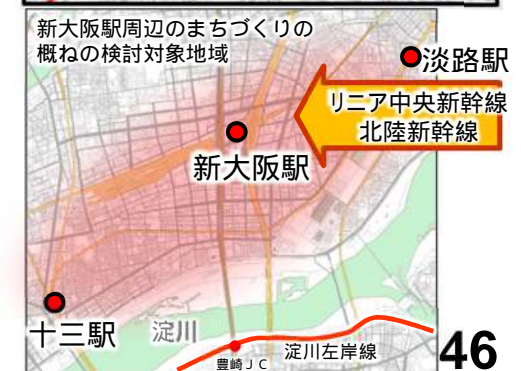 新大阪駅周辺のまちづくりの
概ねの検討対象地域
淡路駅
リニア中央新幹線
北陸新幹線
新大阪駅
十三駅
淀川
淀川左岸線
豊崎JC
46